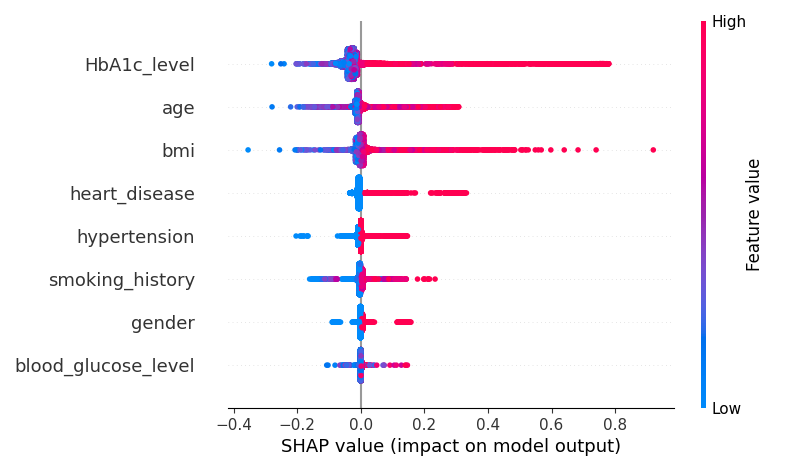 High
HbA1c_level
age
bmi
heart_disease
hypertension
smoking_history
gender
blood_glucose_level
Feature value
Low
−0.4 −0.2 0.0 0.2 0.4 0.6 0.8
SHAP value (impact on model output)